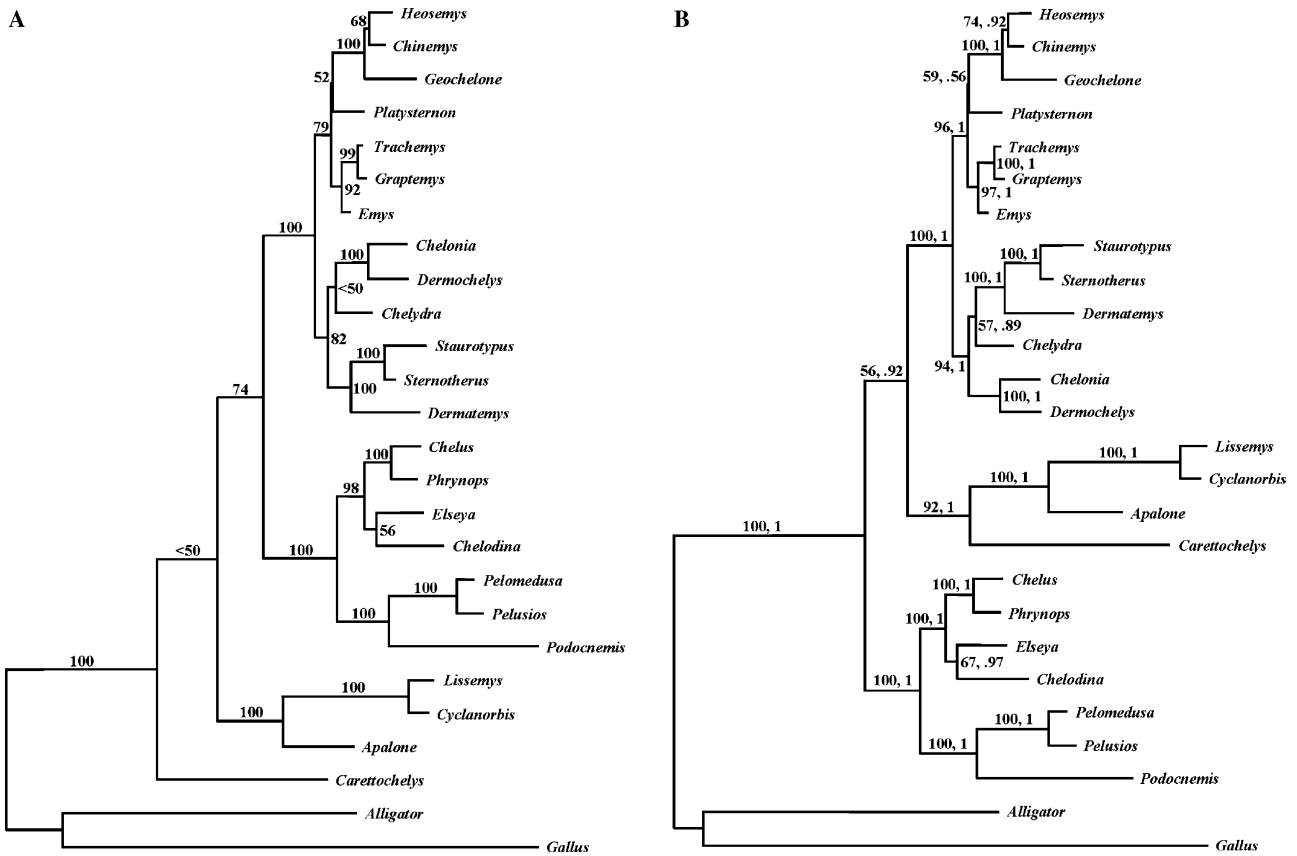 A
68
Heosemys
Chinemys
100
Geochelone
52
Platysternon
79
Trachemys
99
Graptemys
92
Emys
100
Chelonia
100
Dermochelys
<50
Chelydra
82
Staurotypus
100
Sternotherus
100
Dermatemys
74
Chelus
100
Phrynops
98
Elseya
56
Chelodina
100
Pelomedusa
100
Pelusios
100
Podocnemis
<50
Lissemys
100
Cyclanorbis
100
Apalone
Carettochelys
100
Alligator
Gallus
B
Heosemys
74, .92
Chinemys
100, 1
Geochelone
59, .56
Platysternon
96, 1
Trachemys
100, 1
Graptemys
97, 1
Emys
100, 1
Staurotypus
100, 1
Sternotherus
100, 1
Dermatemys
57, .89
Chelydra
94, 1
Chelonia
100, 1
Dermochelys
56, .92
Lissemys
100, 1
Cyclanorbis
100, 1
Apalone
92, 1
Carettochelys
100, 1
Chelus
100, 1
Phrynops
100, 1
Elseya
67, .97
Chelodina
100, 1
Pelomedusa
100, 1
Pelusios
100, 1
Podocnemis
Alligator
Gallus